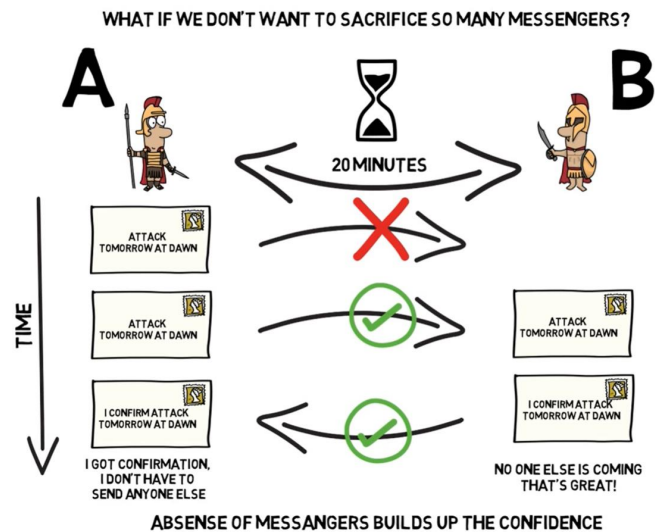 WHAT IF WE DON'T WANT TO SACRIFICE SO MANY MESSENGERS?
A
B
20 MINUTES
TIME
ATTACK
TOMORROW AT DAWN
ATTACK
TOMORROW AT DAWN
ATTACK
TOMORROW AT DAWN
I CONFIRM ATTACK
TOMORROW AT DAWN
I CONFIRM ATTACK
TOMORROW AT DAWN
I GOT CONFIRMATION,
I DON'T HAVE TO
SEND ANYONE ELSE
NO ONE ELSE IS COMING
THAT'S GREAT!
ABSENSE OF MESSANGERS BUILDS UP THE CONFIDENCE